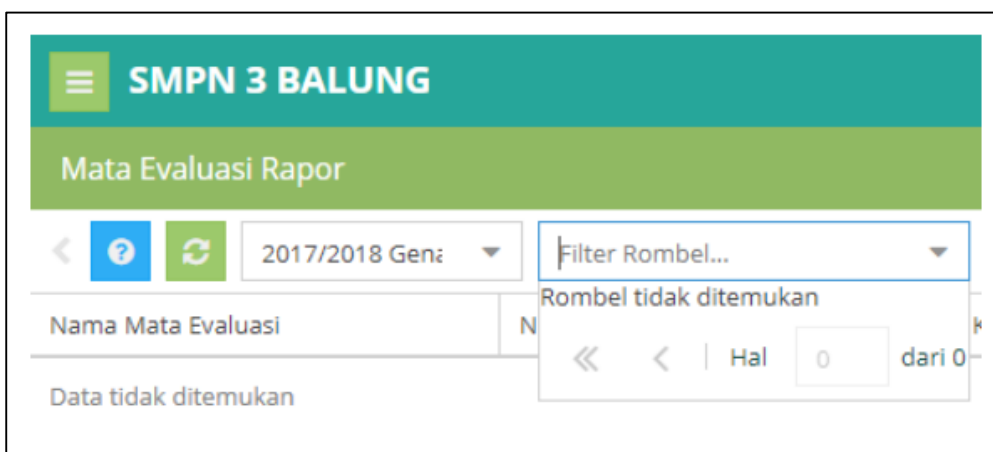 SMPN 3 BALUNG
Mata Evaluasi Rapor
2017/2018 Gena
Filter Rombel...
Rombel tidak ditemukan
Nama Mata Evaluasi
N
K
Hal 0 dari 0
Data tidak ditemukan